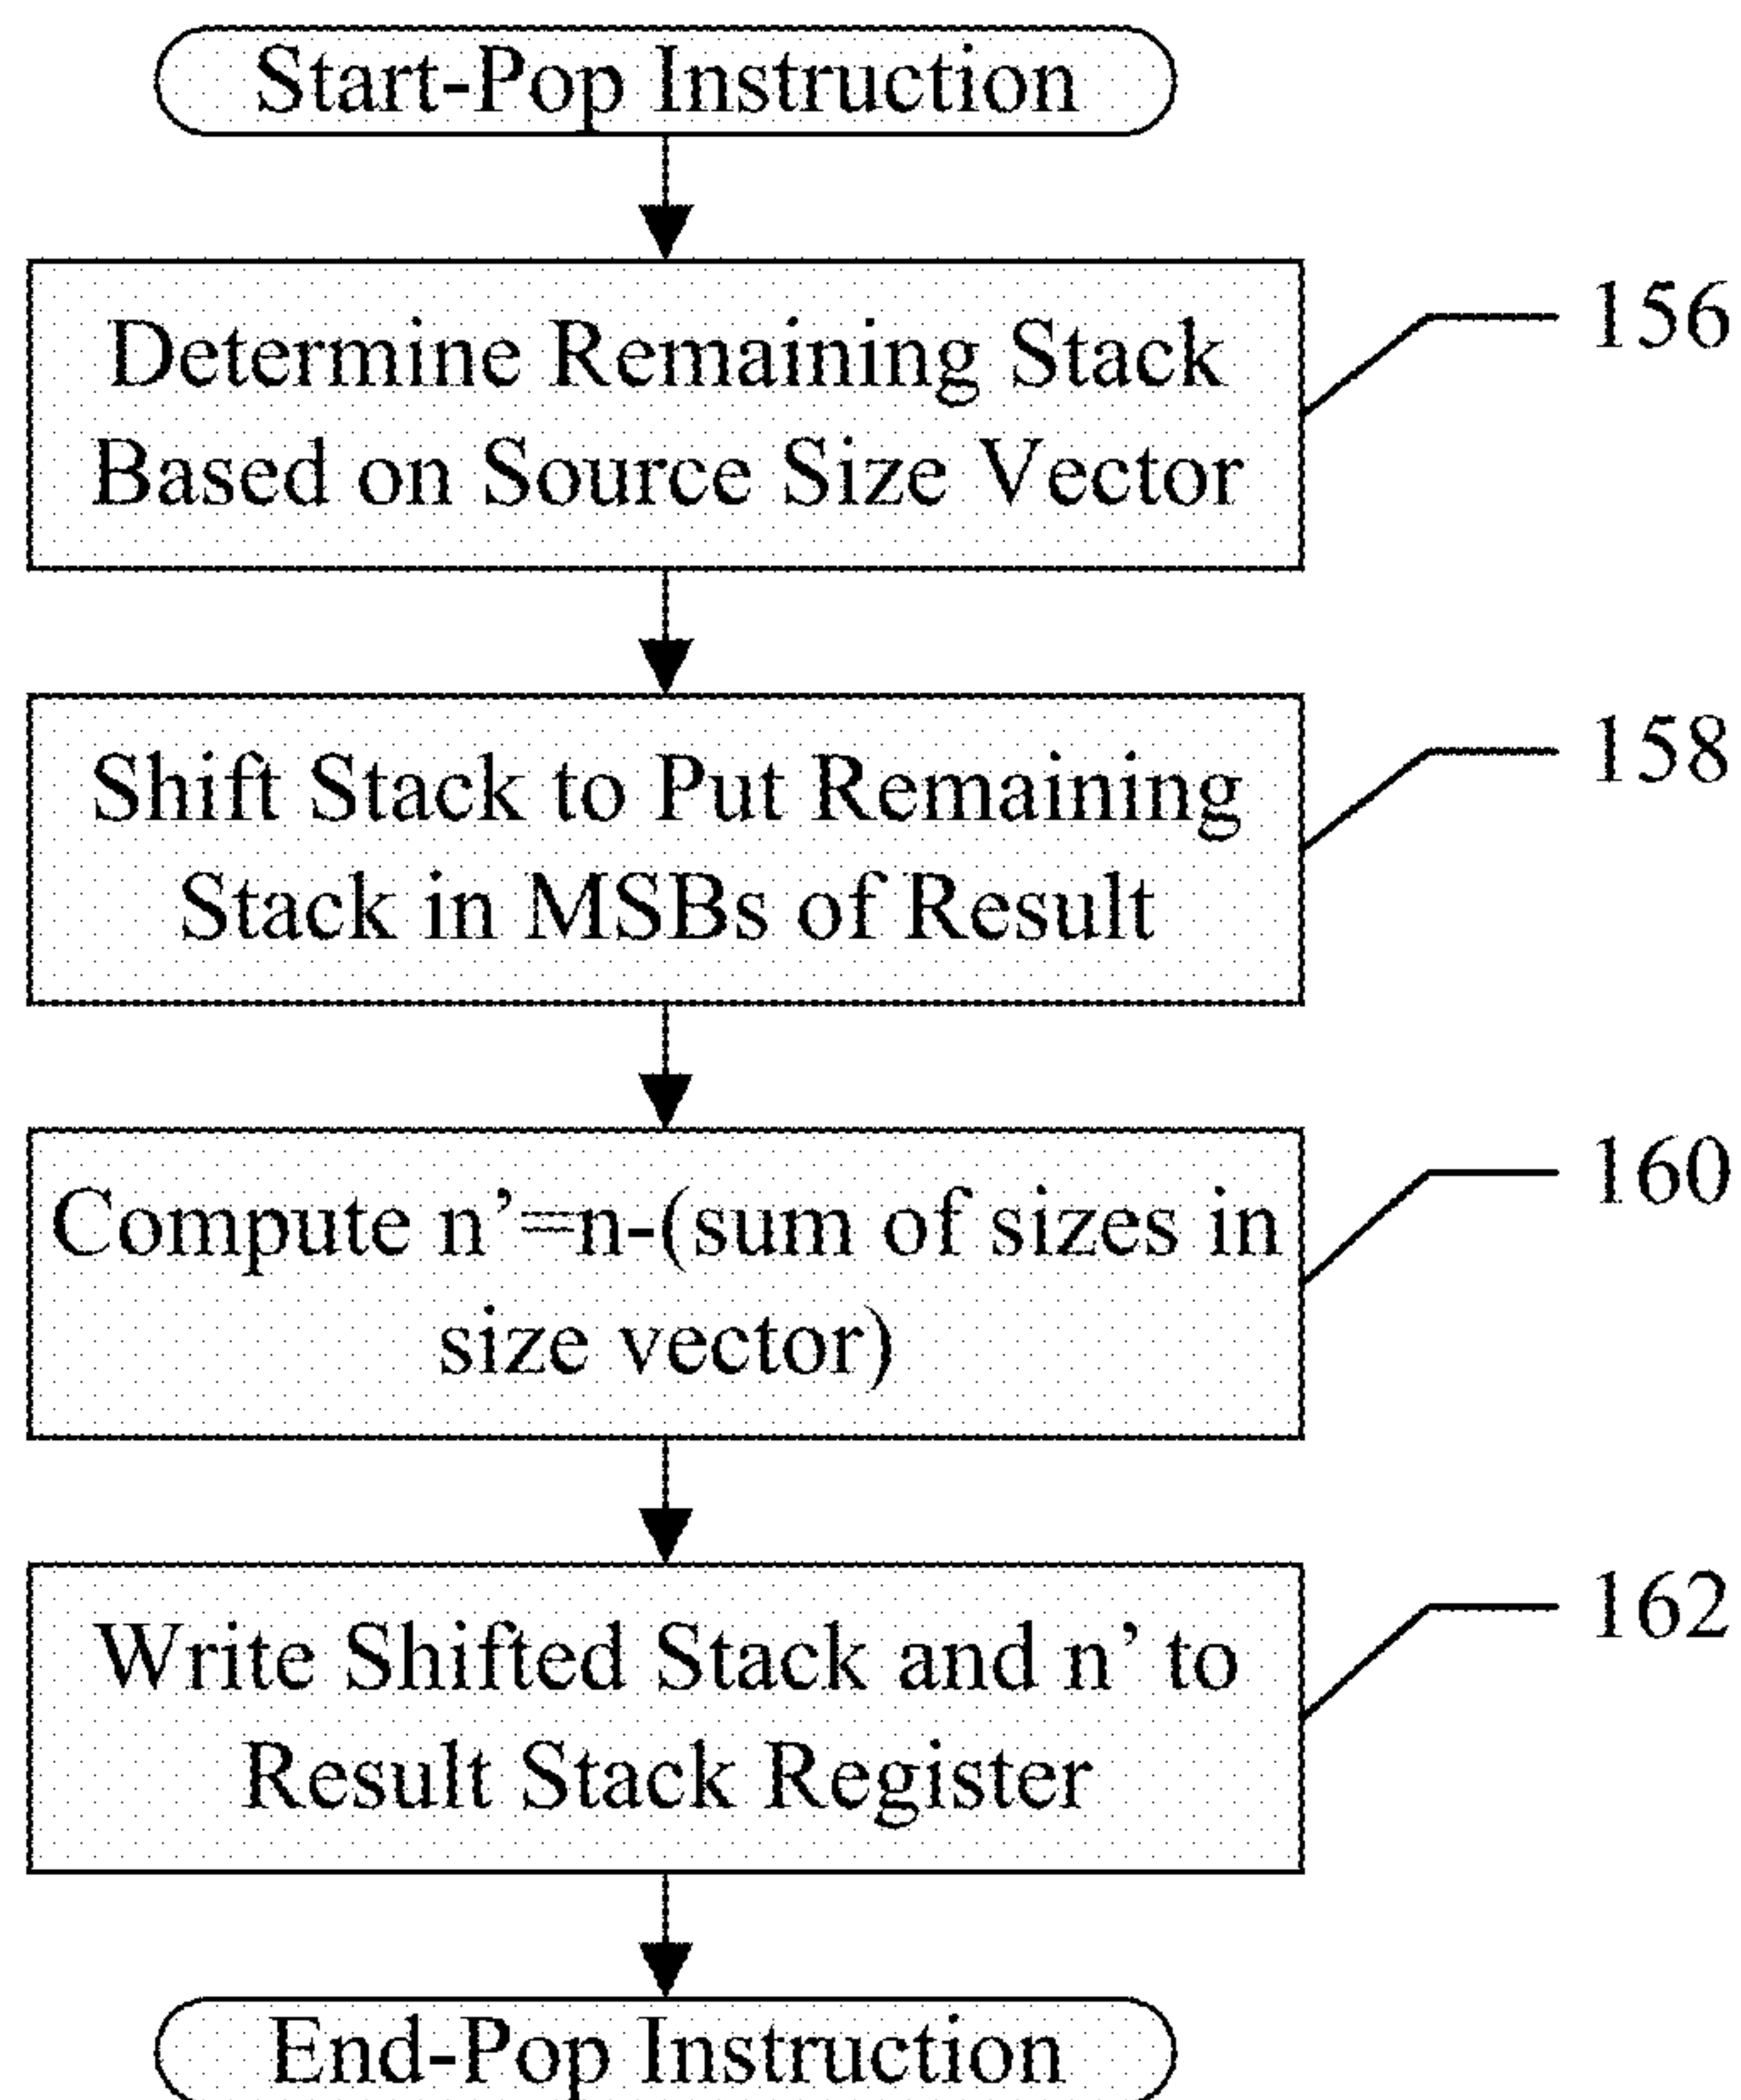 Start-Pop Instruction
Determine Remaining Stack
Based on Source Size Vector
156
Shift Stack to Put Remaining
Stack in MSBs of Result
158
Compute n’=n-(sum of sizes in
size vector)
160
Write Shifted Stack and n’ to
Result Stack Register
162
End-Pop Instruction